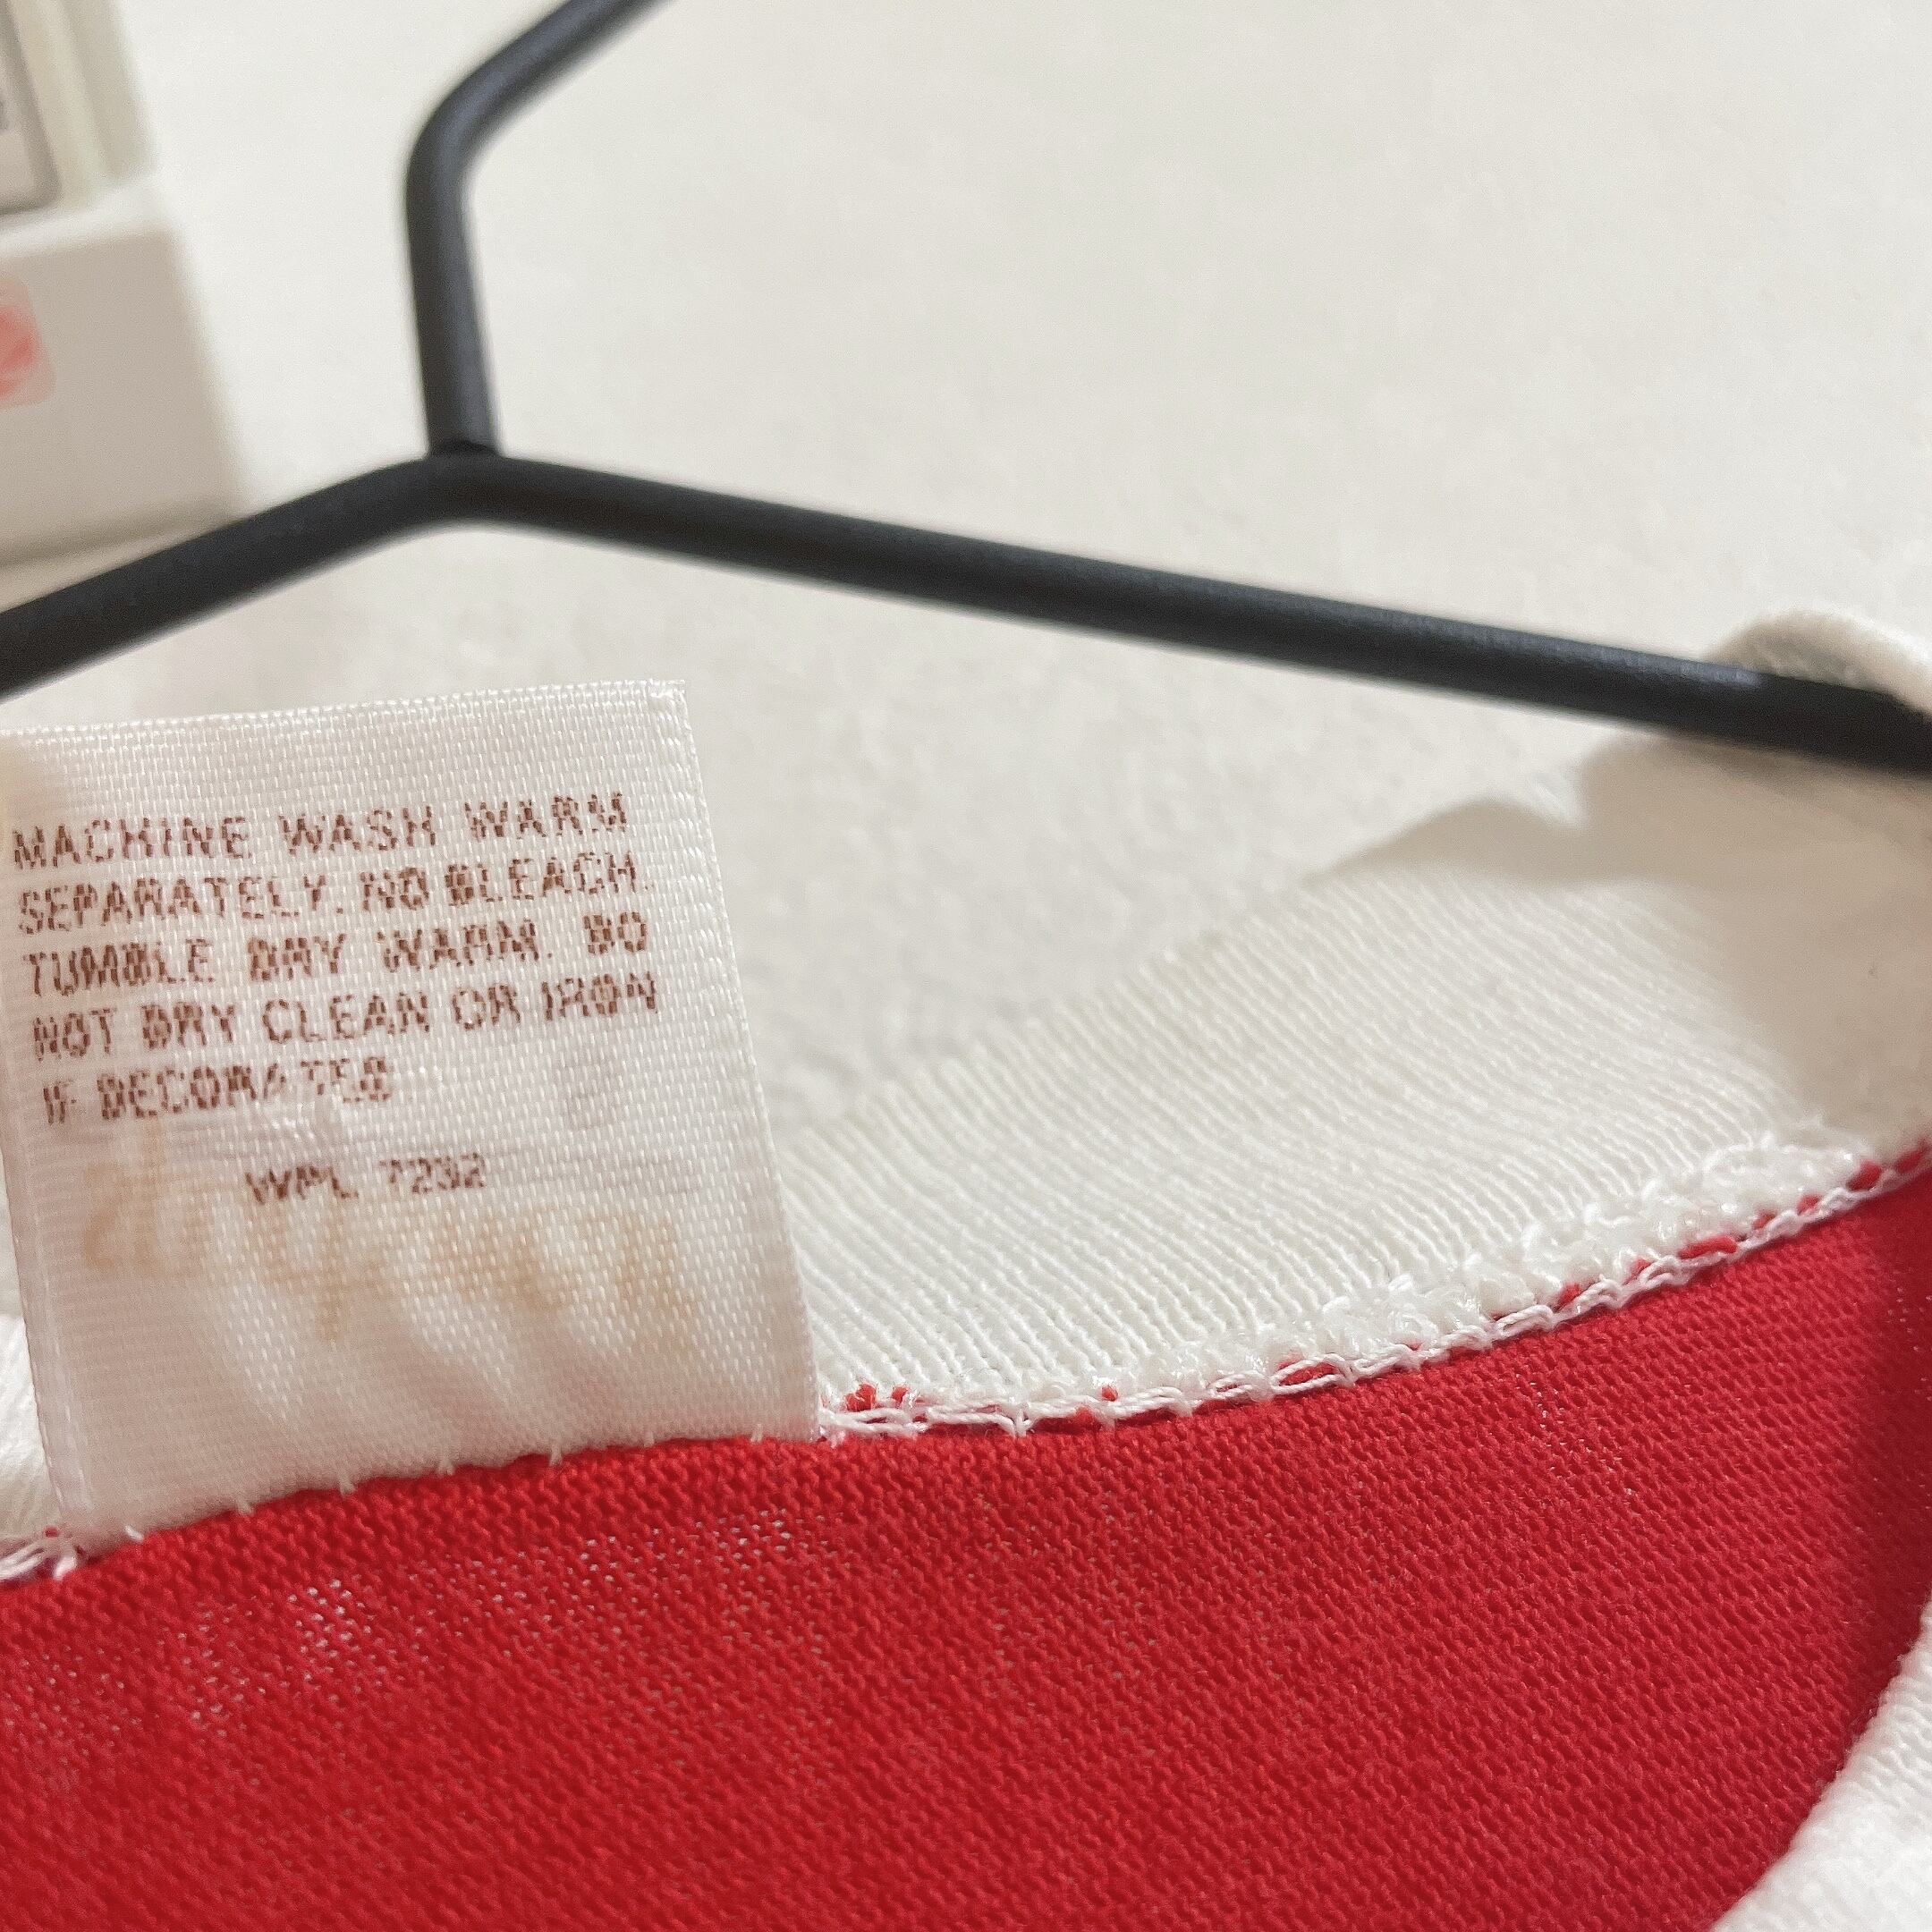 MACHINE WASH WARM
SEPARATELY. NO BLEACH.
TUMBLE DRY WARM. DO
NOT DRY CLEAN OR IRON
IF DECORATED
WPL 7232